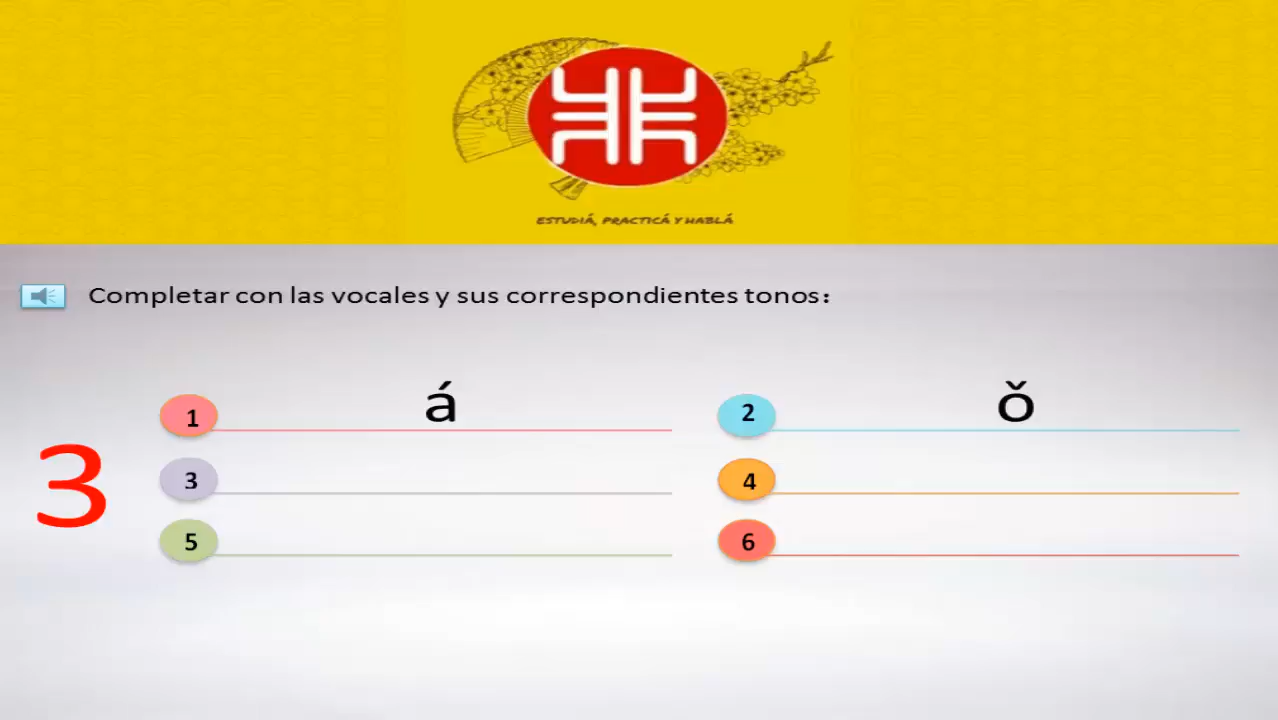 ESTUDIÁ, PRACTICÁ Y HABLÁ
Completar con las vocales y sus correspondientes tonos：
1 á 2 ǒ
3
3 4
5 6